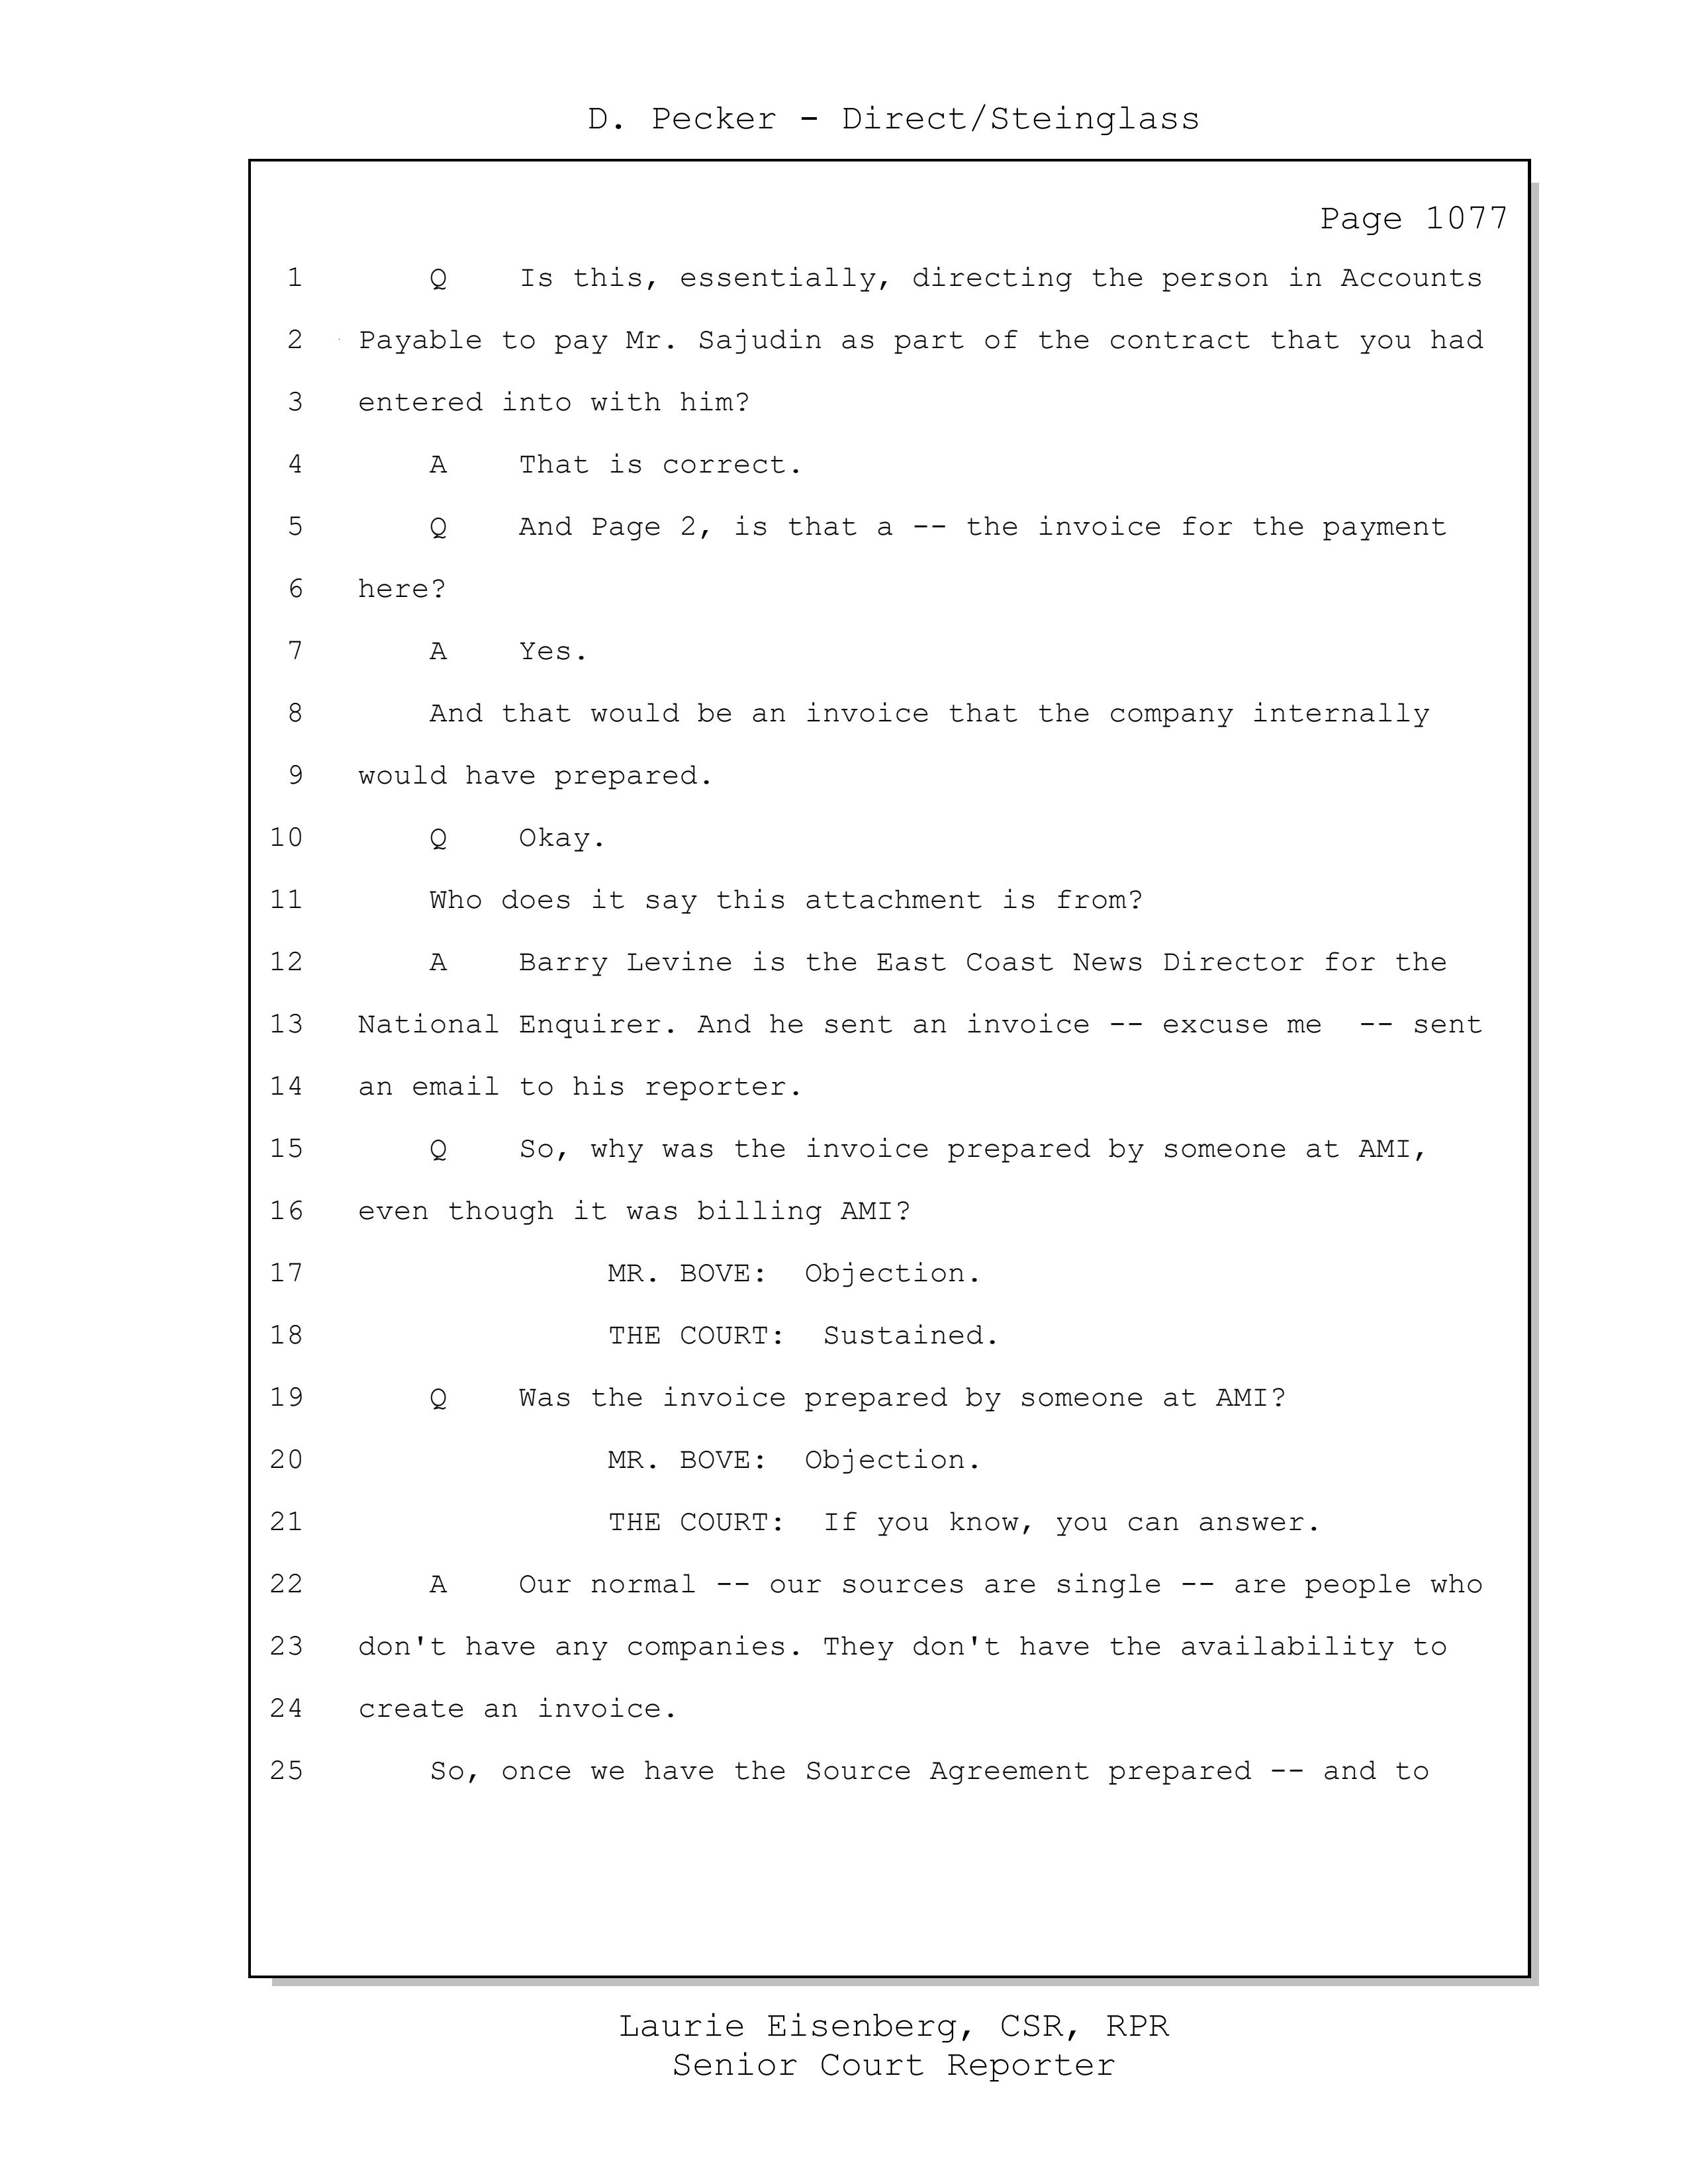 D. Pecker - Direct/Steinglass
Page 1077
1 Q Is this, essentially, directing the person in Accounts
2 Payable to pay Mr. Sajudin as part of the contract that you had
3 entered into with him?
4 A That is correct.
5 Q And Page 2, is that a -- the invoice for the payment
6 here?
7 A Yes.
8 And that would be an invoice that the company internally
9 would have prepared.
10 Q Okay.
11 Who does it say this attachment is from?
12 A Barry Levine is the East Coast News Director for the
13 National Enquirer. And he sent an invoice -- excuse me -- sent
14 an email to his reporter.
15 Q So, why was the invoice prepared by someone at AMI,
16 even though it was billing AMI?
17 MR. BOVE: Objection.
18 THE COURT: Sustained.
19 Q Was the invoice prepared by someone at AMI?
20 MR. BOVE: Objection.
21 THE COURT: If you know, you can answer.
22 A Our normal -- our sources are single -- are people who
23 don't have any companies. They don't have the availability to
24 create an invoice.
25 So, once we have the Source Agreement prepared -- and to
Laurie Eisenberg, CSR, RPR
Senior Court Reporter